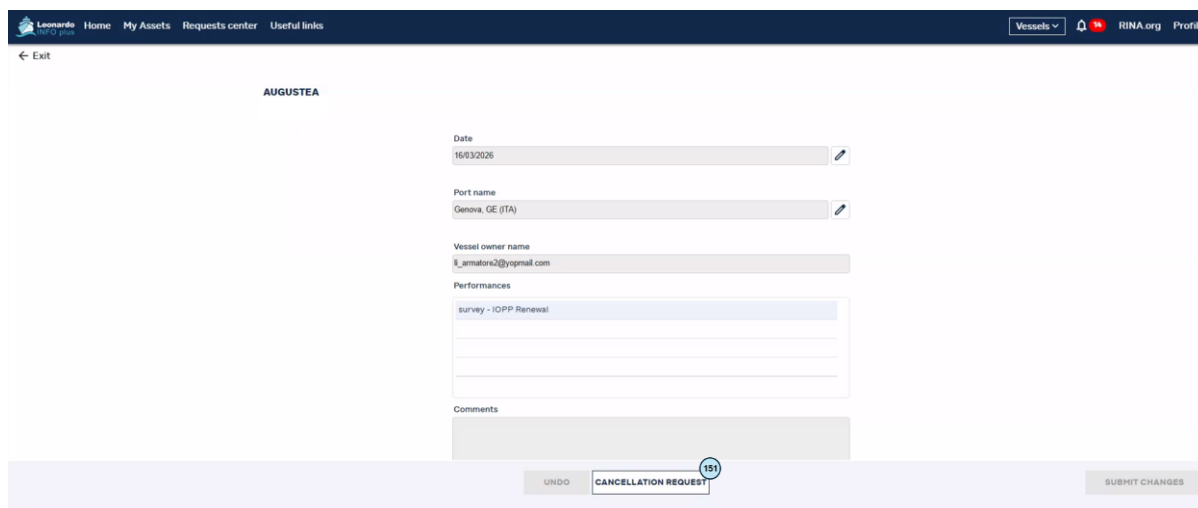 Leonardo INFO plus Home My Assets Requests center Useful links Vessels 14 RINA.org Profil
← Exit
AUGUSTEA
Date
16/03/2026
Port name
Genova, GE (ITA)
Vessel owner name
li_armatore2@yopmail.com
Performances
survey - IOPP Renewal
Comments
151
UNDO CANCELLATION REQUEST SUBMIT CHANGES